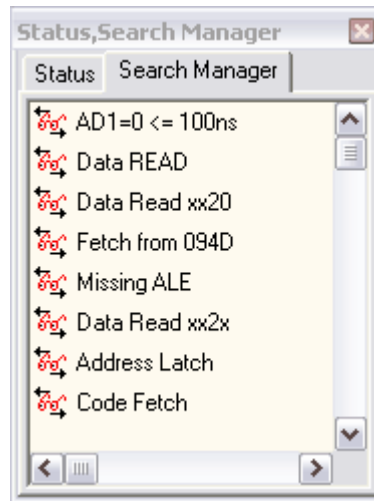 Status,Search Manager
Status Search Manager
AD1=0 <= 100ns
Data READ
Data Read xx20
Fetch from 094D
Missing ALE
Data Read xx2x
Address Latch
Code Fetch